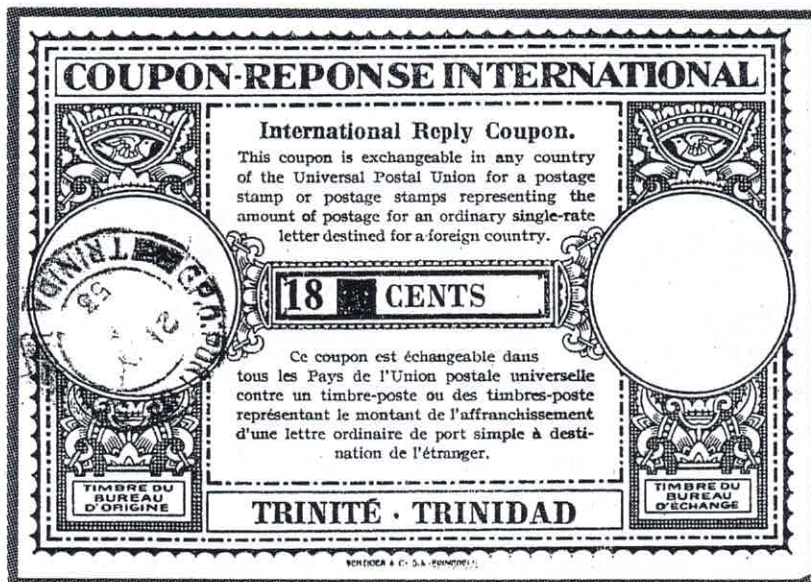 COUPON-REPONSE INTERNATIONAL
International Reply Coupon.
This coupon is exchangeable in any country
of the Universal Postal Union for a postage
stamp or postage stamps representing the
amount of postage for an ordinary single-rate
letter destined for a foreign country.
18 CENTS
Ce coupon est échangeable dans
tous les Pays de l'Union postale universelle
contre un timbre-poste ou des timbres-poste
représentant le montant de l'affranchissement
d'une lettre ordinaire de port simple à desti-
nation de l'étranger.
G.P.O. PORT
TRINIDA
21
53
TIMBRE DU
BUREAU
D'ORIGINE
TRINITÉ · TRINIDAD
TIMBRE DU
BUREAU
D'ÉCHANGE